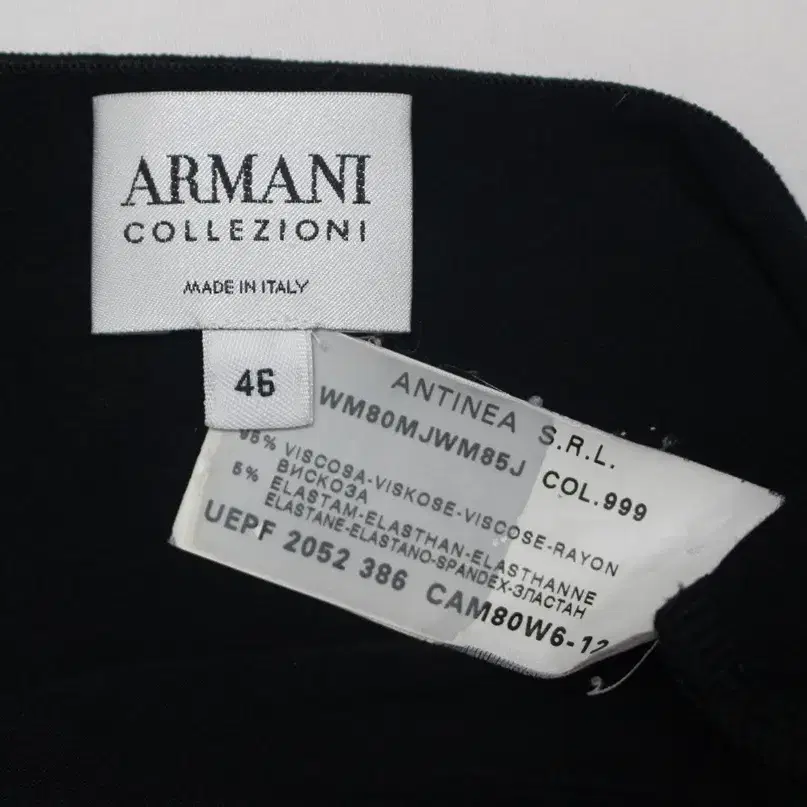 ARMANI
COLLEZIONI
MADE IN ITALY
46
ANTINEA S.R.L.
WM80MJWM85J COL.999
95% VISCOSA-VISKOSE-VISCOSE-RAYON
ВИСКОЗА
5% ELASTAM-ELASTHAN-ELASTHANNE
ELASTANE-ELASTANO-SPANDEX-ЭЛАСТАН
UEPF 2052 386 CAM80W6-12